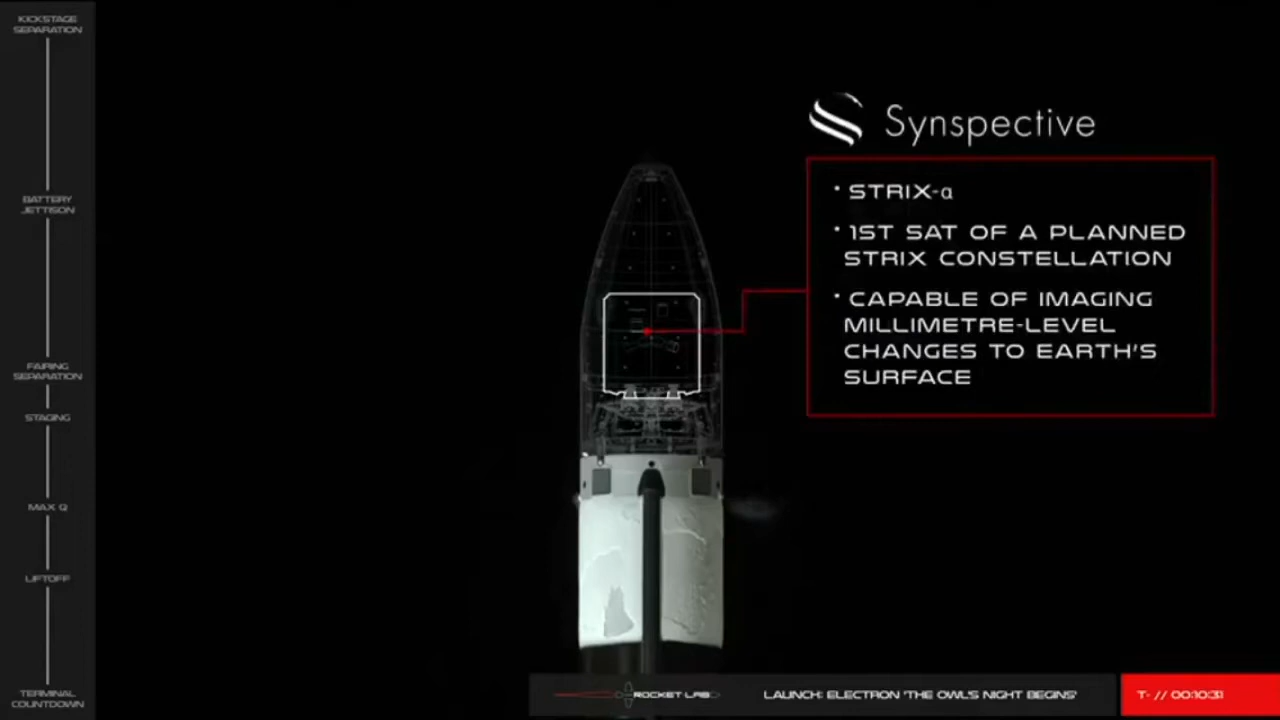 KICKSTAGE
SEPARATION
BATTERY
JETTISON
FAIRING
SEPARATION
STAGING
MAX Q
LIFTOFF
TERMINAL
COUNTDOWN
Synspective
• STRIX-α
• 1ST SAT OF A PLANNED
STRIX CONSTELLATION
• CAPABLE OF IMAGING
MILLIMETRE-LEVEL
CHANGES TO EARTH'S
SURFACE
ROCKET LAB
LAUNCH: ELECTRON 'THE OWL'S NIGHT BEGINS'
T- // 00:10:31